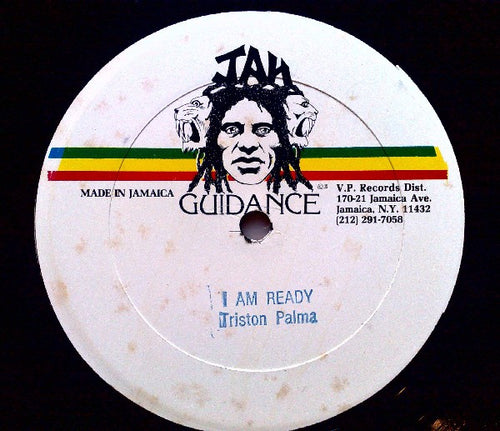 JAH
MADE IN JAMAICA
GUIDANCE
V.P. Records Dist.
170-21 Jamaica Ave.
Jamaica, N.Y. 11432
(212) 291-7058
I AM READY
Triston Palma